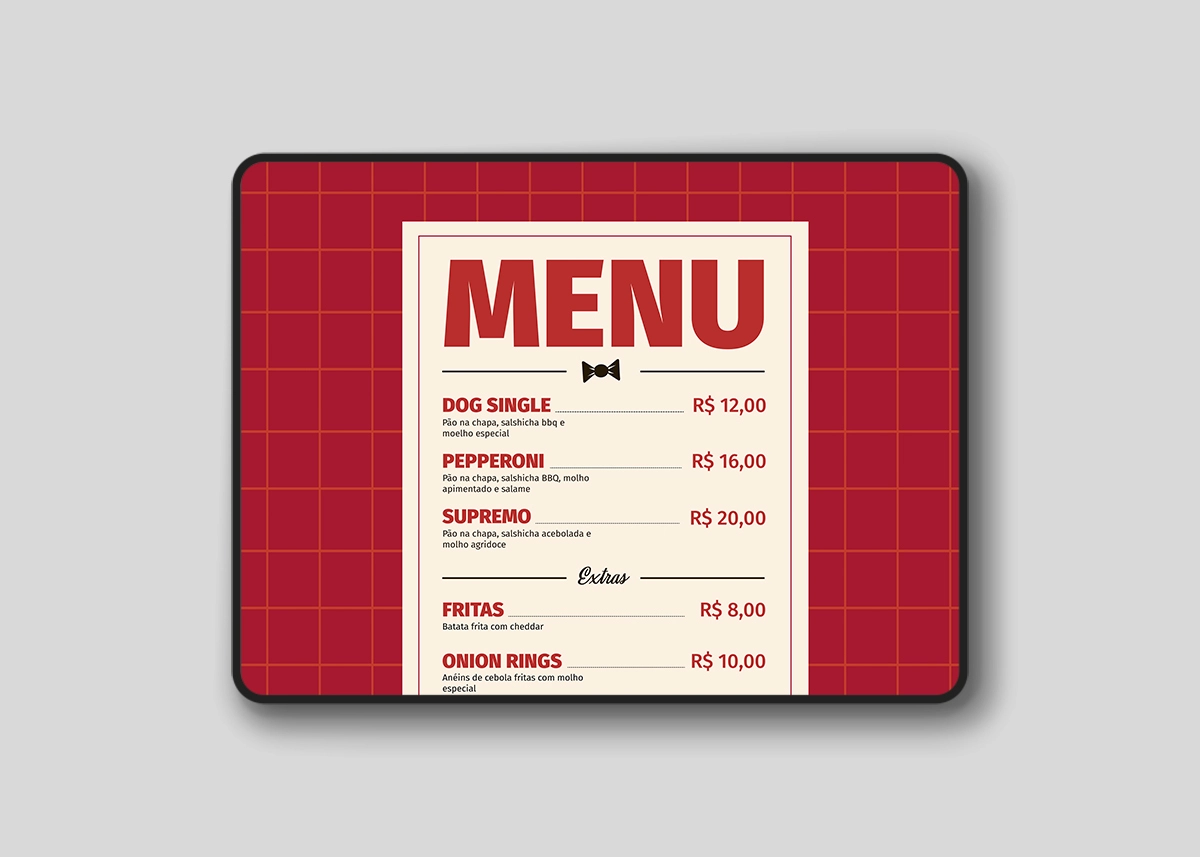 MENU
DOG SINGLE R$ 12,00
Pão na chapa, salshicha bbq e
moelho especial
PEPPERONI R$ 16,00
Pão na chapa, salshicha BBQ, molho
apimentado e salame
SUPREMO R$ 20,00
Pão na chapa, salshicha acebolada e
molho agridoce
Extras
FRITAS R$ 8,00
Batata frita com cheddar
ONION RINGS R$ 10,00
Anéins de cebola fritas com molho
especial